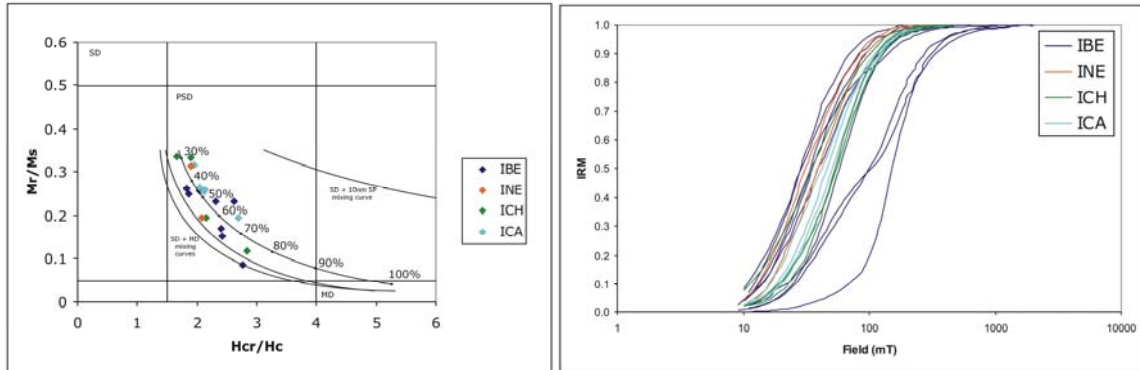 0.6
0.5
0.4
0.3
0.2
0.1
0
Mr/Ms
SD
PSD
MD
30%
40%
50%
60%
70%
80%
90%
100%
SD + 10nm SP
mixing curve
SD + MD
mixing
curves
0 1 2 3 4 5 6
Hcr/Hc
IBE
INE
ICH
ICA
1.0
0.9
0.8
0.7
0.6
0.5
0.4
0.3
0.2
0.1
0.0
IRM
1 10 100 1000 10000
Field (mT)
IBE
INE
ICH
ICA